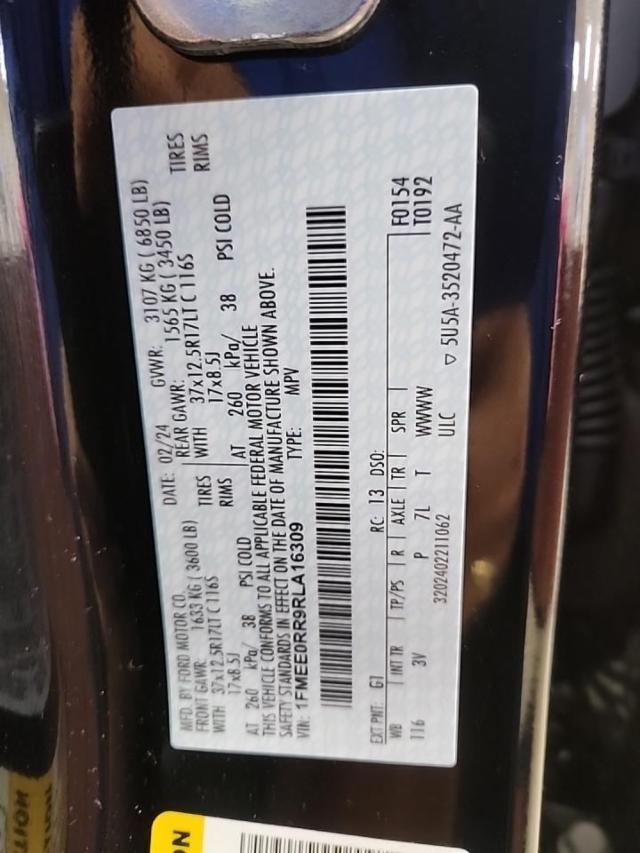 MFD. BY FORD MOTOR CO.
DATE: 02/24 GVWR: 3107 KG ( 6850 LB)
FRONT GAWR: 1633 KG ( 3600 LB)
REAR GAWR: 1565 KG ( 3450 LB)
WITH 37x12.5R17LT C 116S TIRES
WITH 37x12.5R17LT C 116S TIRES
17x8.5J RIMS
17x8.5J RIMS
AT 260 kPa/ 38 PSI COLD
AT 260 kPa/ 38 PSI COLD
THIS VEHICLE CONFORMS TO ALL APPLICABLE FEDERAL MOTOR VEHICLE
SAFETY STANDARDS IN EFFECT ON THE DATE OF MANUFACTURE SHOWN ABOVE.
VIN: 1FMEE0RR9RLA16309 TYPE: MPV
EXT PNT: G1 RC: 13 DSO: F0154
WB INT TR TP/PS R AXLE TR SPR T0192
116 3V P 7L T WWWW
3202402211062 ULC ▽ 5U5A-3520472-AA
ON